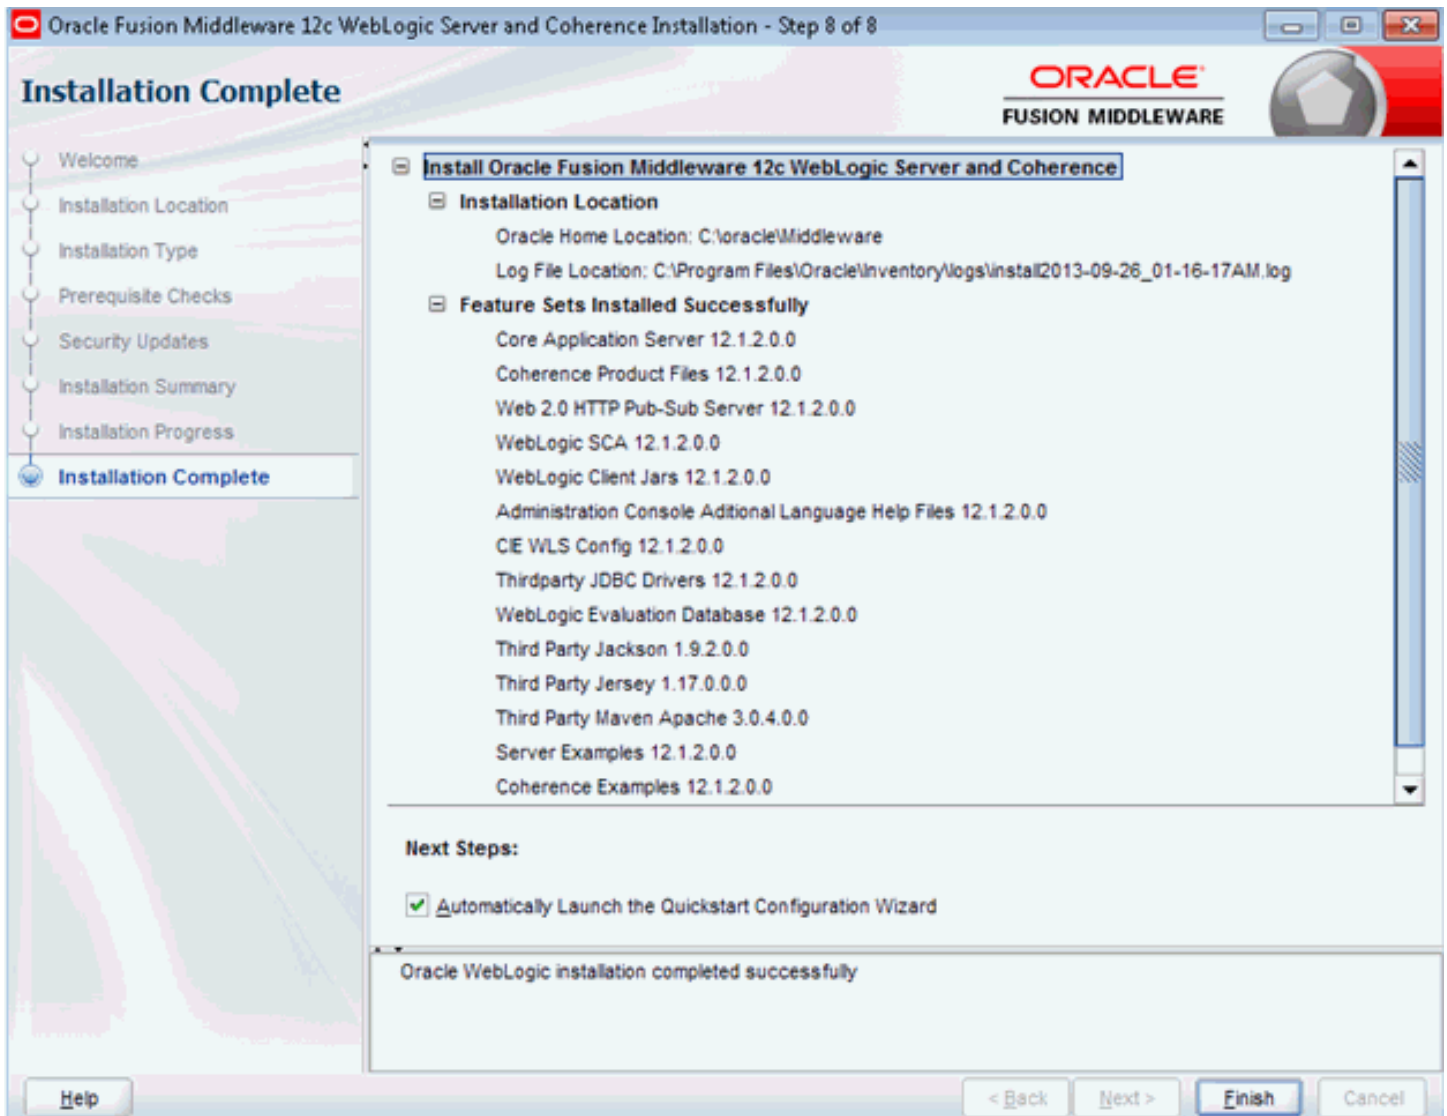 Oracle Fusion Middleware 12c WebLogic Server and Coherence Installation - Step 8 of 8
Installation Complete
ORACLE
FUSION MIDDLEWARE
Welcome
Installation Location
Installation Type
Prerequisite Checks
Security Updates
Installation Summary
Installation Progress
Installation Complete
Install Oracle Fusion Middleware 12c WebLogic Server and Coherence
Installation Location
Oracle Home Location: C:\oracle\Middleware
Log File Location: C:\Program Files\Oracle\Inventory\logs\install2013-09-26_01-16-17AM.log
Feature Sets Installed Successfully
Core Application Server 12.1.2.0.0
Coherence Product Files 12.1.2.0.0
Web 2.0 HTTP Pub-Sub Server 12.1.2.0.0
WebLogic SCA 12.1.2.0.0
WebLogic Client Jars 12.1.2.0.0
Administration Console Aditional Language Help Files 12.1.2.0.0
CIE WLS Config 12.1.2.0.0
Thirdparty JDBC Drivers 12.1.2.0.0
WebLogic Evaluation Database 12.1.2.0.0
Third Party Jackson 1.9.2.0.0
Third Party Jersey 1.17.0.0.0
Third Party Maven Apache 3.0.4.0.0
Server Examples 12.1.2.0.0
Coherence Examples 12.1.2.0.0
Next Steps:
Automatically Launch the Quickstart Configuration Wizard
Oracle WebLogic installation completed successfully
Help
< Back
Next >
Finish
Cancel